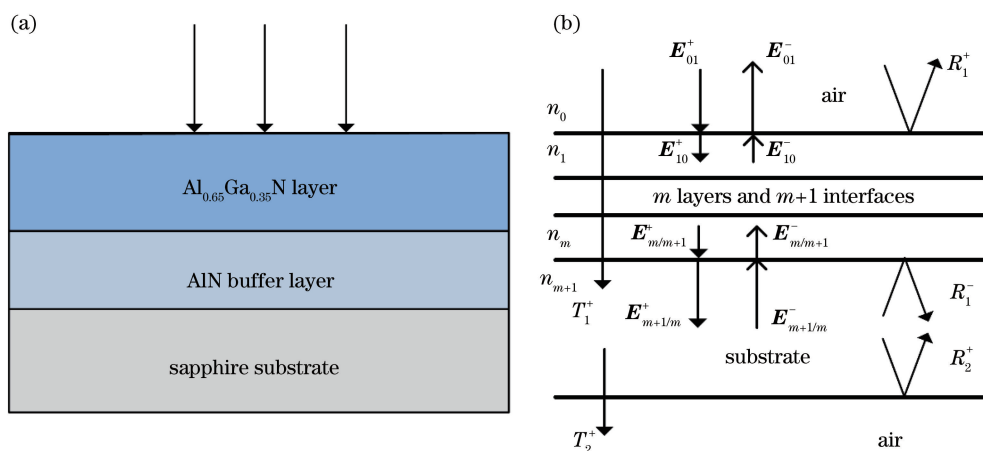 (a)
Al0.65Ga0.35N layer
AlN buffer layer
sapphire substrate
(b)
E01+ E01− R1+
air
n0
n1 E10+ E10−
m layers and m+1 interfaces
nm Em/m+1+ Em/m+1−
nm+1
T1+ Em+1/m+ Em+1/m− R1−
substrate R2+
T2+ air